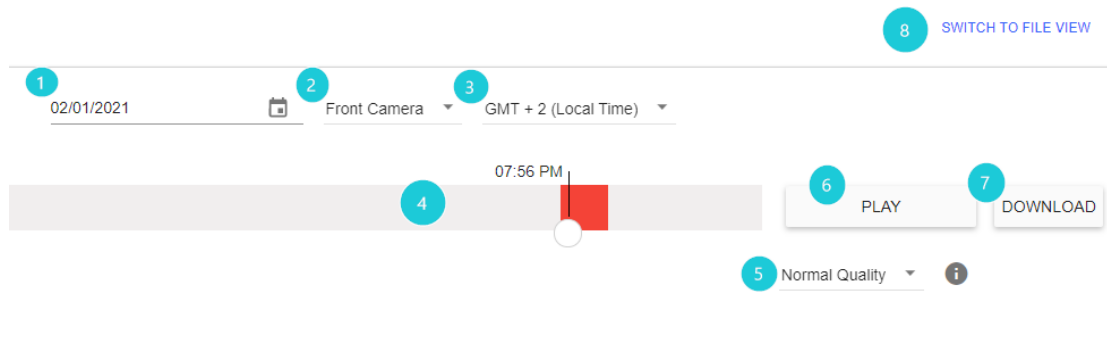 8 SWITCH TO FILE VIEW
1 2 3
02/01/2021 Front Camera GMT + 2 (Local Time)
07:56 PM
4 6 PLAY 7 DOWNLOAD
5 Normal Quality i